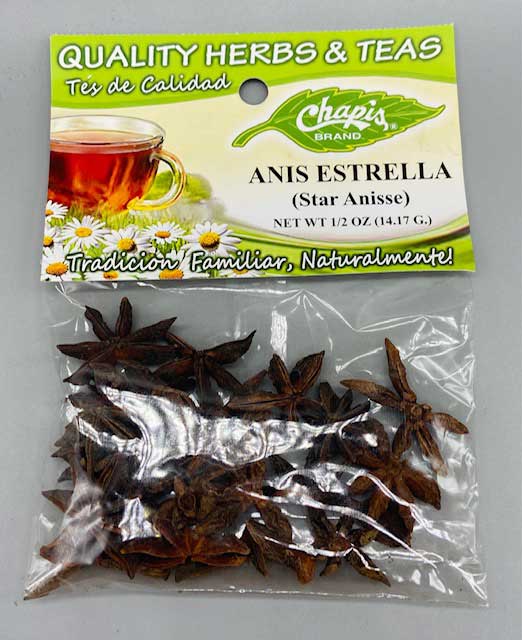 QUALITY HERBS & TEAS
Tés de Calidad
Chapis®
BRAND
ANIS ESTRELLA
(Star Anisse)
NET WT 1/2 OZ (14.17 G.)
Tradicion Familiar, Naturalmente!